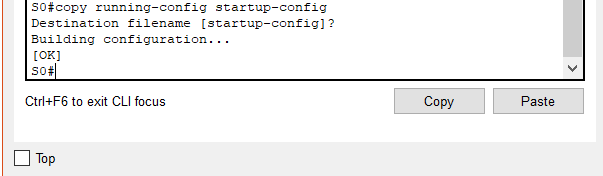 S0#copy running-config startup-config
Destination filename [startup-config]?
Building configuration...
[OK]
S0#
Ctrl+F6 to exit CLI focus
Copy
Paste
Top